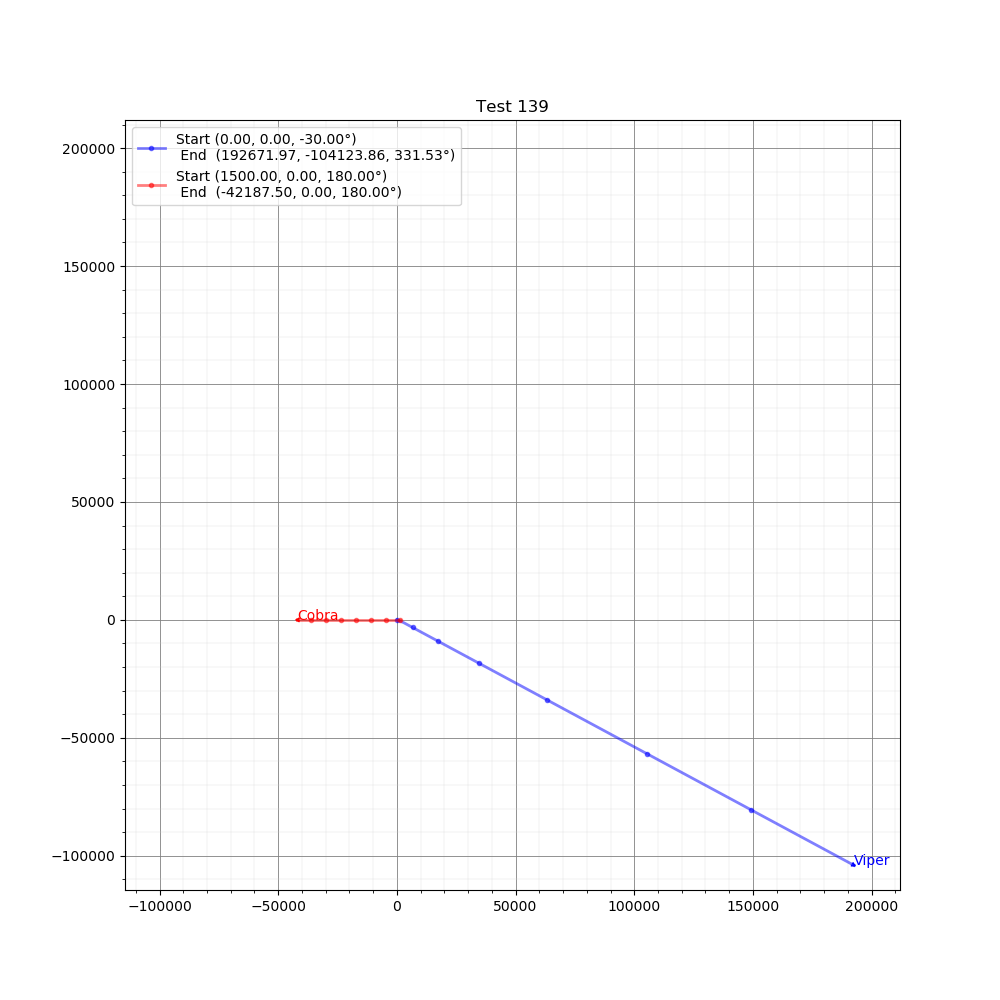 Test 139
Start (0.00, 0.00, -30.00°)
End  (192671.97, -104123.86, 331.53°)
Start (1500.00, 0.00, 180.00°)
End  (-42187.50, 0.00, 180.00°)
200000
150000
100000
50000
0
−50000
−100000
Cobra
Viper
−100000
−50000
0
50000
100000
150000
200000